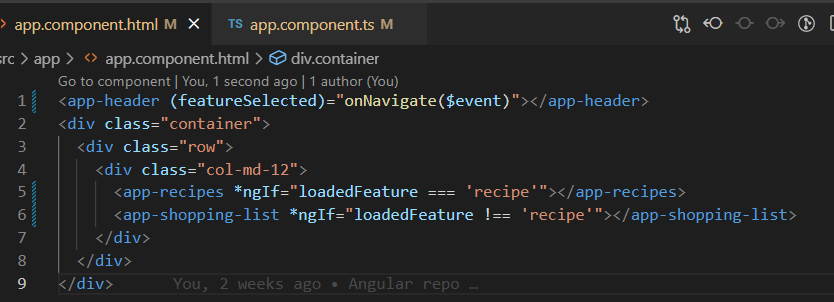 app.component.html M TS app.component.ts M
src > app > app.component.html > div.container
Go to component | You, 1 second ago | 1 author (You)
1 <app-header (featureSelected)="onNavigate($event)"></app-header>
2 <div class="container">
3 <div class="row">
4 <div class="col-md-12">
5 <app-recipes *ngIf="loadedFeature === 'recipe'"></app-recipes>
6 <app-shopping-list *ngIf="loadedFeature !== 'recipe'"></app-shopping-list>
7 </div>
8 </div>
9 </div> You, 2 weeks ago • Angular repo …